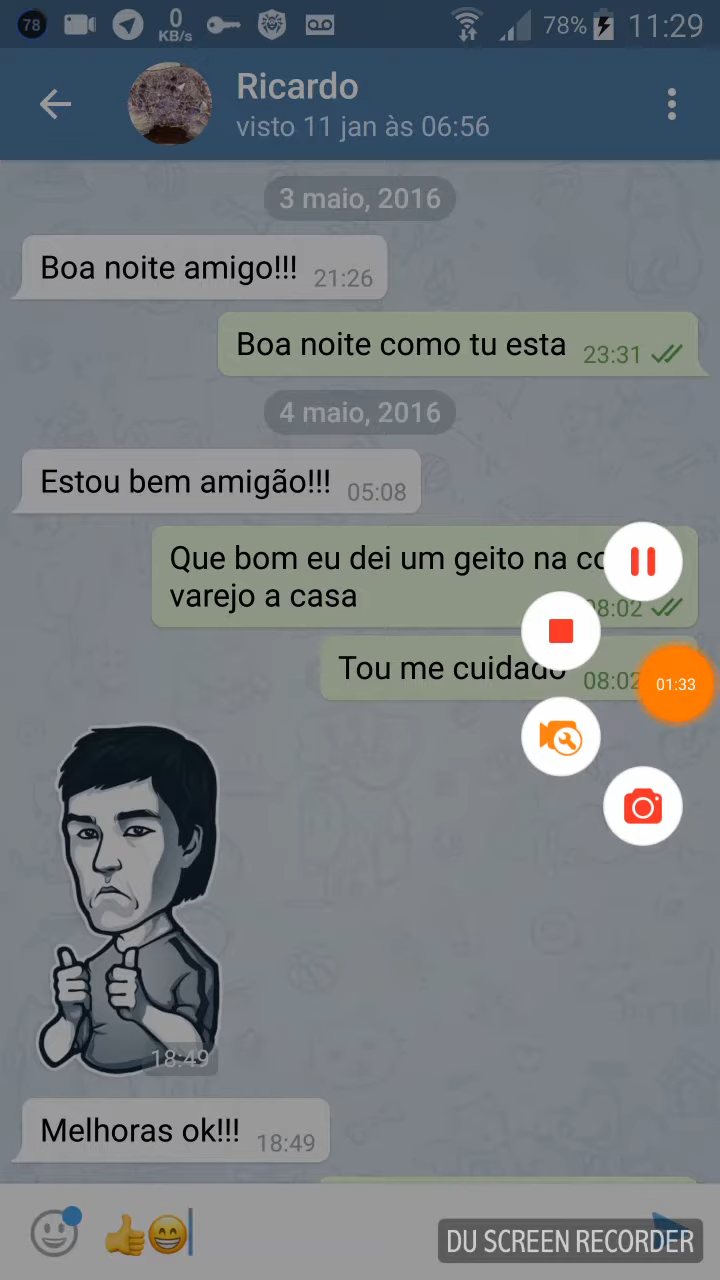 78
0
KB/s
78%
11:29
Ricardo
visto 11 jan às 06:56
3 maio, 2016
Boa noite amigo!!! 21:26
Boa noite como tu esta 23:31
4 maio, 2016
Estou bem amigão!!! 05:08
Que bom eu dei um geito na
varejo a casa 08:02
Tou me cuidado 08:02
01:33
18:49
Melhoras ok!!! 18:49
DU SCREEN RECORDER